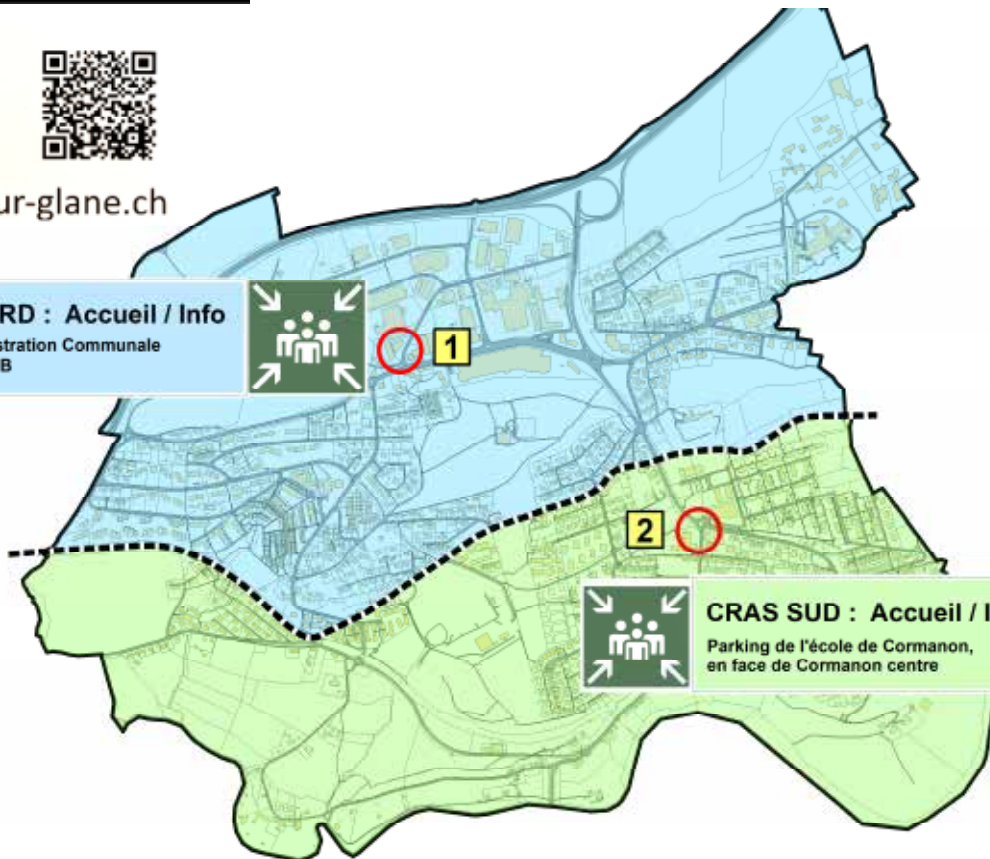 ur-glane.ch
RD : Accueil / Info
stration Communale
B
1
2
CRAS SUD : Accueil / I
Parking de l'école de Cormanon,
en face de Cormanon centre